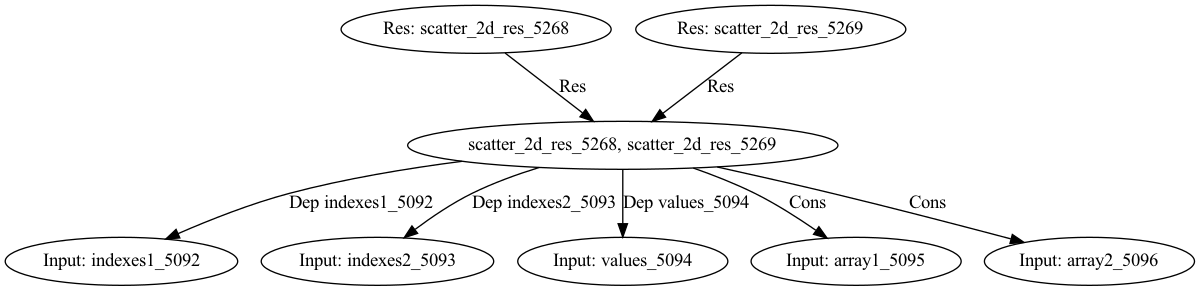 Res: scatter_2d_res_5268
Res: scatter_2d_res_5269
Res
Res
scatter_2d_res_5268, scatter_2d_res_5269
Dep indexes1_5092
Dep indexes2_5093
Dep values_5094
Cons
Cons
Input: indexes1_5092
Input: indexes2_5093
Input: values_5094
Input: array1_5095
Input: array2_5096